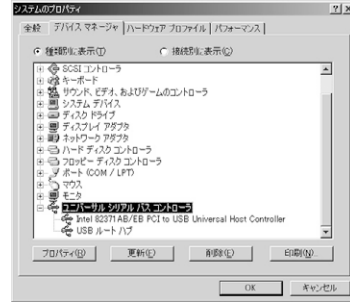 システムのプロパティ
? ×
全般 デバイス マネージャ ハードウェア プロファイル パフォーマンス
種類別に表示(T) 接続別に表示(C)
SCSI コントローラ
キーボード
サウンド、ビデオ、およびゲームのコントローラ
システム デバイス
ディスク ドライブ
ディスプレイ アダプタ
ネットワーク アダプタ
ハード ディスク コントローラ
フロッピー ディスク コントローラ
ポート (COM / LPT)
マウス
モニタ
ユニバーサル シリアル バス コントローラ
Intel 82371AB/EB PCI to USB Universal Host Controller
USB ルート ハブ
プロパティ(R) 更新(F) 削除(E) 印刷(N)...
OK キャンセル